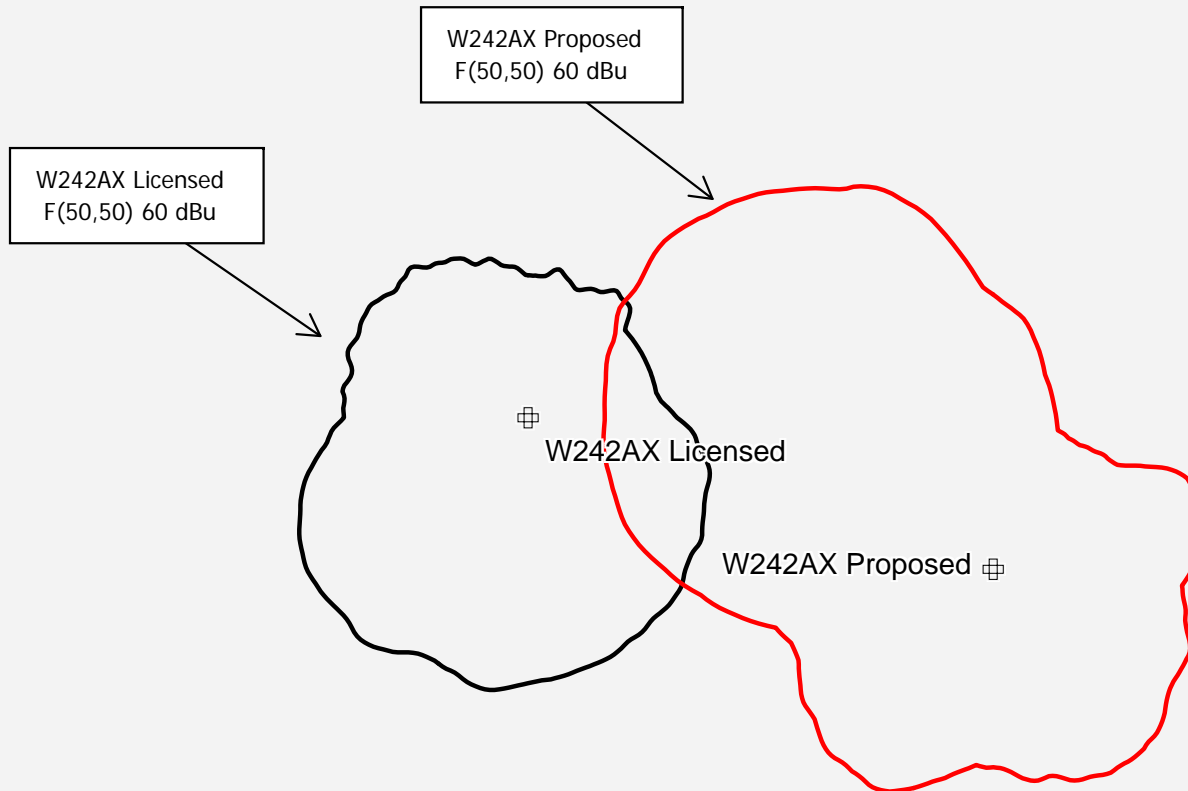 W242AX Proposed
F(50,50) 60 dBu
W242AX Licensed
F(50,50) 60 dBu
W242AX Licensed
W242AX Proposed